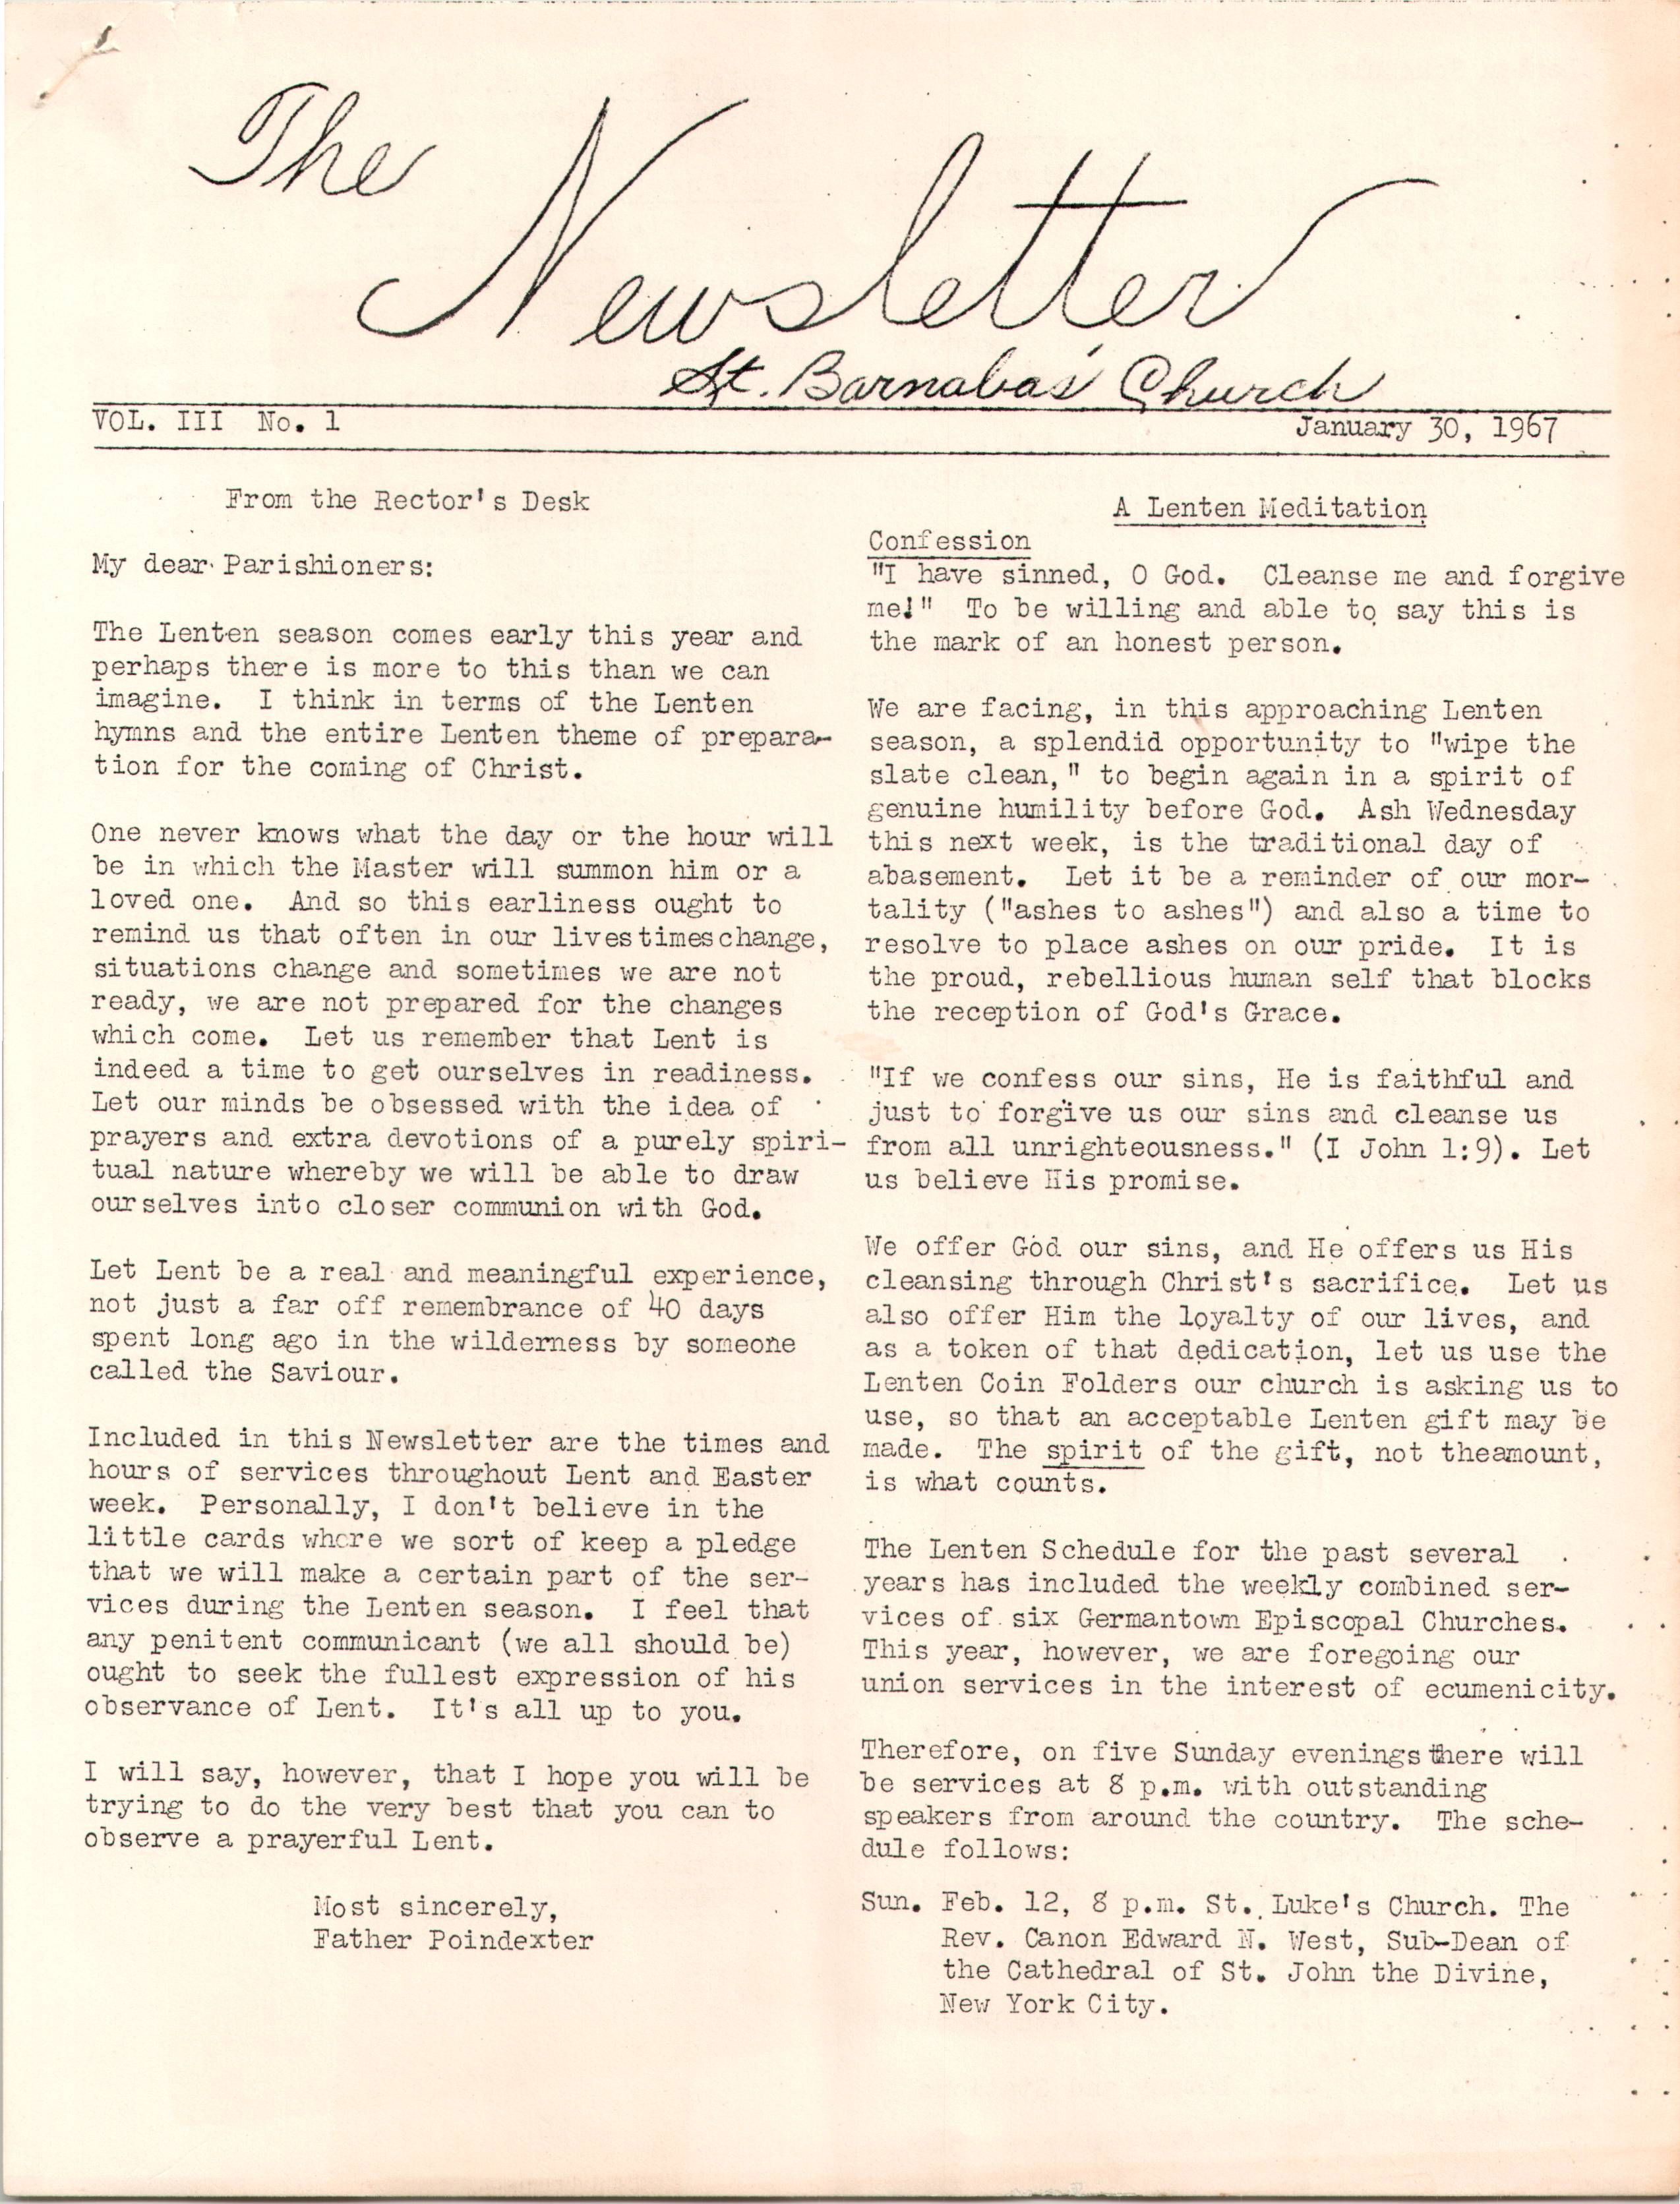 The
Newsletter
St. Barnabas' Church
VOL. III No. 1
January 30, 1967
From the Rector's Desk
My dear Parishioners:
The Lenten season comes early this year and
perhaps there is more to this than we can
imagine. I think in terms of the Lenten
hymns and the entire Lenten theme of prepara-
tion for the coming of Christ.
One never knows what the day or the hour will
be in which the Master will summon him or a
loved one. And so this earliness ought to
remind us that often in our livestimeschange,
situations change and sometimes we are not
ready, we are not prepared for the changes
which come. Let us remember that Lent is
indeed a time to get ourselves in readiness.
Let our minds be obsessed with the idea of
prayers and extra devotions of a purely spiri-
tual nature whereby we will be able to draw
ourselves into closer communion with God.
Let Lent be a real and meaningful experience,
not just a far off remembrance of 40 days
spent long ago in the wilderness by someone
called the Saviour.
Included in this Newsletter are the times and
hours of services throughout Lent and Easter
week. Personally, I don't believe in the
little cards where we sort of keep a pledge
that we will make a certain part of the ser-
vices during the Lenten season. I feel that
any penitent communicant (we all should be)
ought to seek the fullest expression of his
observance of Lent. It's all up to you.
I will say, however, that I hope you will be
trying to do the very best that you can to
observe a prayerful Lent.
Most sincerely,
Father Poindexter
A Lenten Meditation
Confession
"I have sinned, O God. Cleanse me and forgive
me!" To be willing and able to say this is
the mark of an honest person.
We are facing, in this approaching Lenten
season, a splendid opportunity to "wipe the
slate clean," to begin again in a spirit of
genuine humility before God. Ash Wednesday
this next week, is the traditional day of
abasement. Let it be a reminder of our mor-
tality ("ashes to ashes") and also a time to
resolve to place ashes on our pride. It is
the proud, rebellious human self that blocks
the reception of God's Grace.
"If we confess our sins, He is faithful and
just to forgive us our sins and cleanse us
from all unrighteousness." (I John 1:9). Let
us believe His promise.
We offer God our sins, and He offers us His
cleansing through Christ's sacrifice. Let us
also offer Him the loyalty of our lives, and
as a token of that dedication, let us use the
Lenten Coin Folders our church is asking us to
use, so that an acceptable Lenten gift may be
made. The spirit of the gift, not theamount,
is what counts.
The Lenten Schedule for the past several
years has included the weekly combined ser-
vices of six Germantown Episcopal Churches.
This year, however, we are foregoing our
union services in the interest of ecumenicity.
Therefore, on five Sunday evenings there will
be services at 8 p.m. with outstanding
speakers from around the country. The sche-
dule follows:
Sun. Feb. 12, 8 p.m. St. Luke's Church. The
Rev. Canon Edward N. West, Sub-Dean of
the Cathedral of St. John the Divine,
New York City.